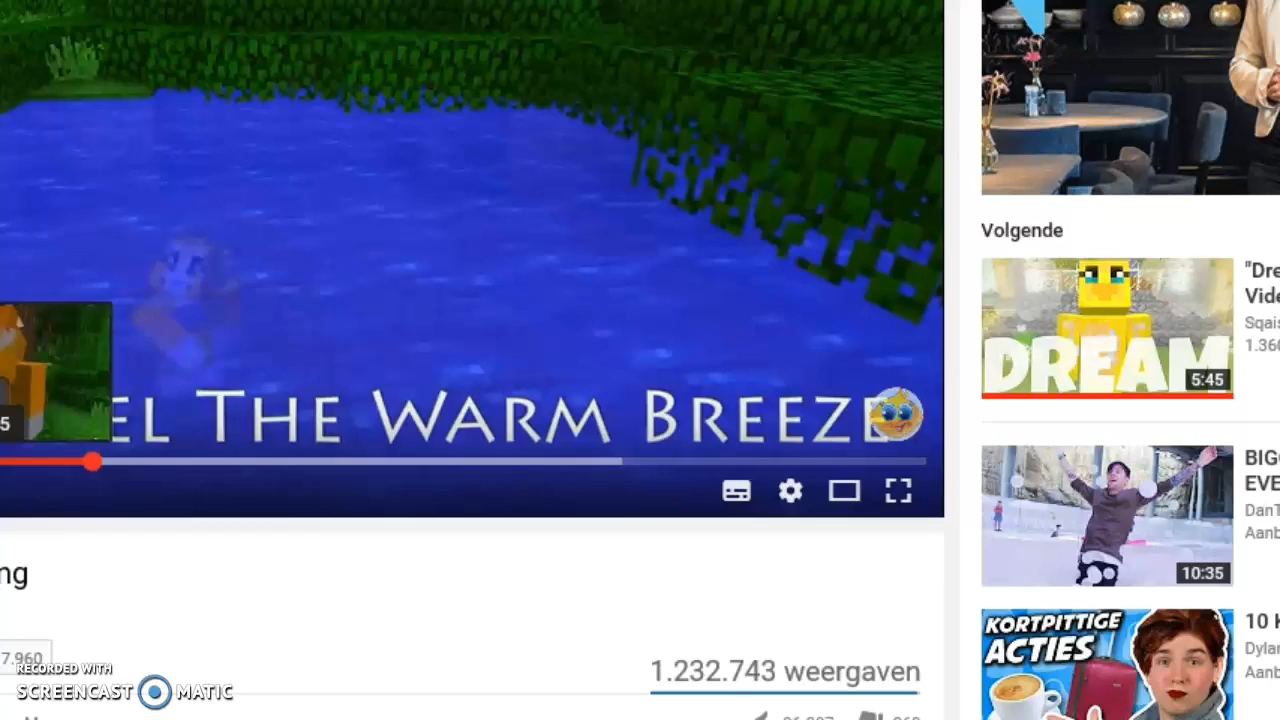 Volgende
"Dre
Vide
Sqais
1.360
DREAM
5:45
5
EL THE WARM BREEZE
BIG
EVE
DanT
Aanb
10:35
ng
7.960
1.232.743 weergaven
RECORDED WITH
SCREENCAST MATIC
KORTPITTIGE
ACTIES
10 K
Dylan
Aanb